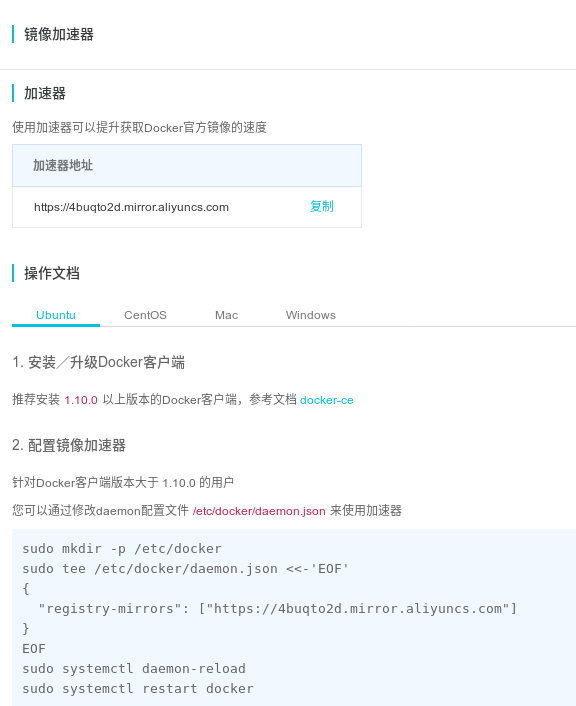 镜像加速器
加速器
使用加速器可以提升获取Docker官方镜像的速度
加速器地址
https://4buqto2d.mirror.aliyuncs.com 复制
操作文档
Ubuntu CentOS Mac Windows
1. 安装／升级Docker客户端
推荐安装 1.10.0 以上版本的Docker客户端，参考文档 docker-ce
2. 配置镜像加速器
针对Docker客户端版本大于 1.10.0 的用户
您可以通过修改daemon配置文件 /etc/docker/daemon.json 来使用加速器
sudo mkdir -p /etc/docker
sudo tee /etc/docker/daemon.json <<-'EOF'
{
  "registry-mirrors": ["https://4buqto2d.mirror.aliyuncs.com"]
}
EOF
sudo systemctl daemon-reload
sudo systemctl restart docker